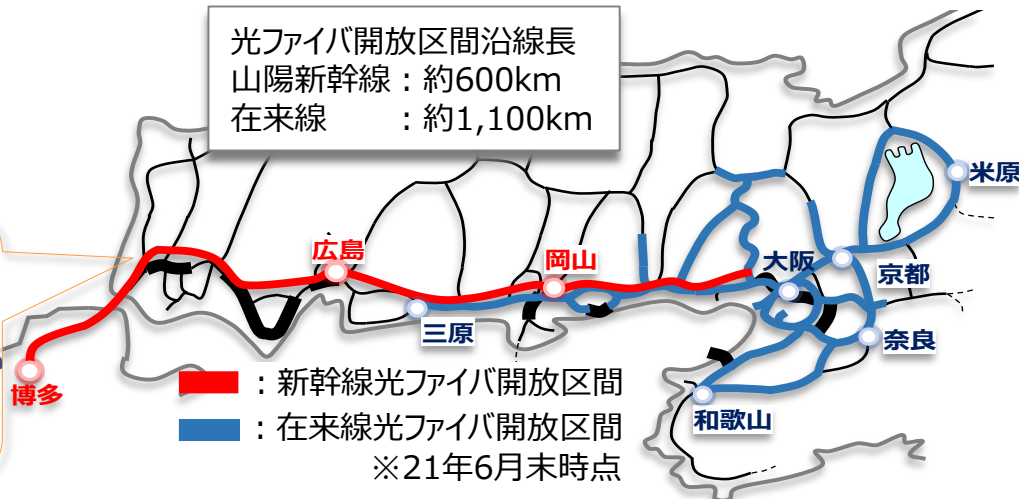 光ファイバ開放区間沿線長
山陽新幹線：約600km
在来線　　：約1,100km
米原
広島
岡山
大阪
京都
三原
奈良
博多
和歌山
：新幹線光ファイバ開放区間
：在来線光ファイバ開放区間
※21年6月末時点